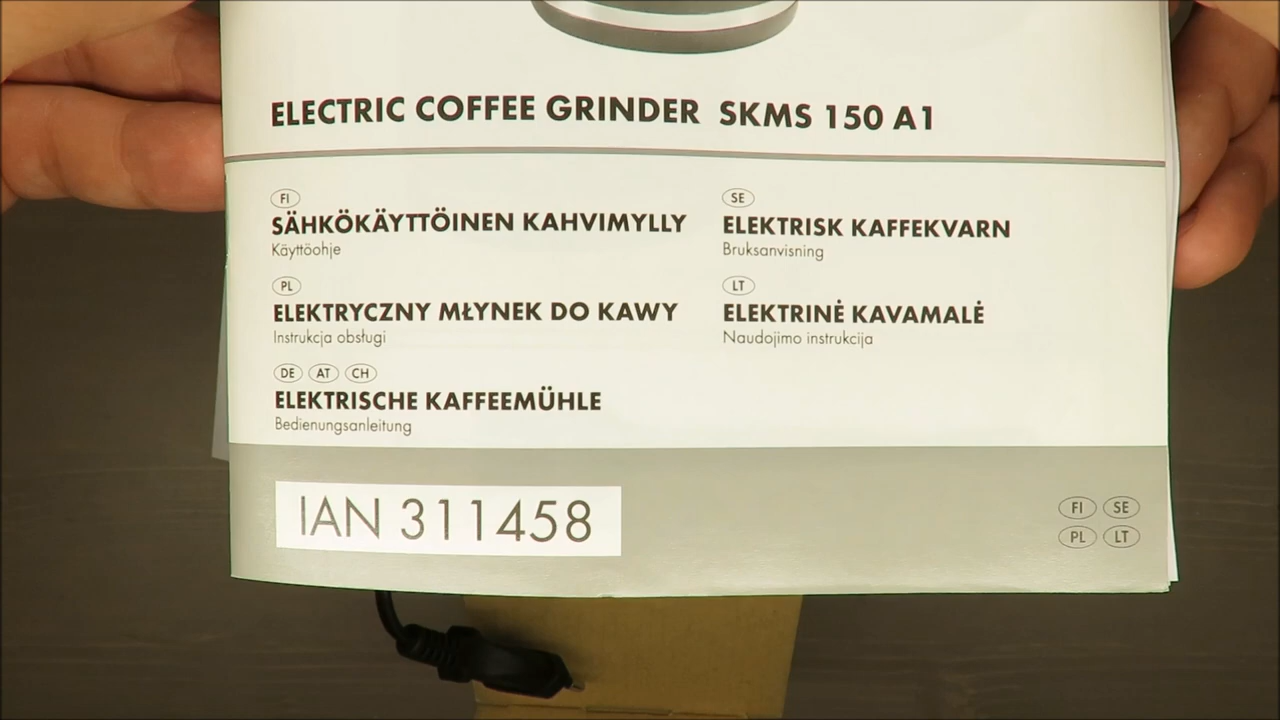 ELECTRIC COFFEE GRINDER SKMS 150 A1
FI
SÄHKÖKÄYTTÖINEN KAHVIMYLLY
Käyttöohje
SE
ELEKTRISK KAFFEKVARN
Bruksanvisning
PL
ELEKTRYCZNY MŁYNEK DO KAWY
Instrukcja obsługi
LT
ELEKTRINĖ KAVAMALĖ
Naudojimo instrukcija
DE AT CH
ELEKTRISCHE KAFFEEMÜHLE
Bedienungsanleitung
IAN 311458
FI SE
PL LT